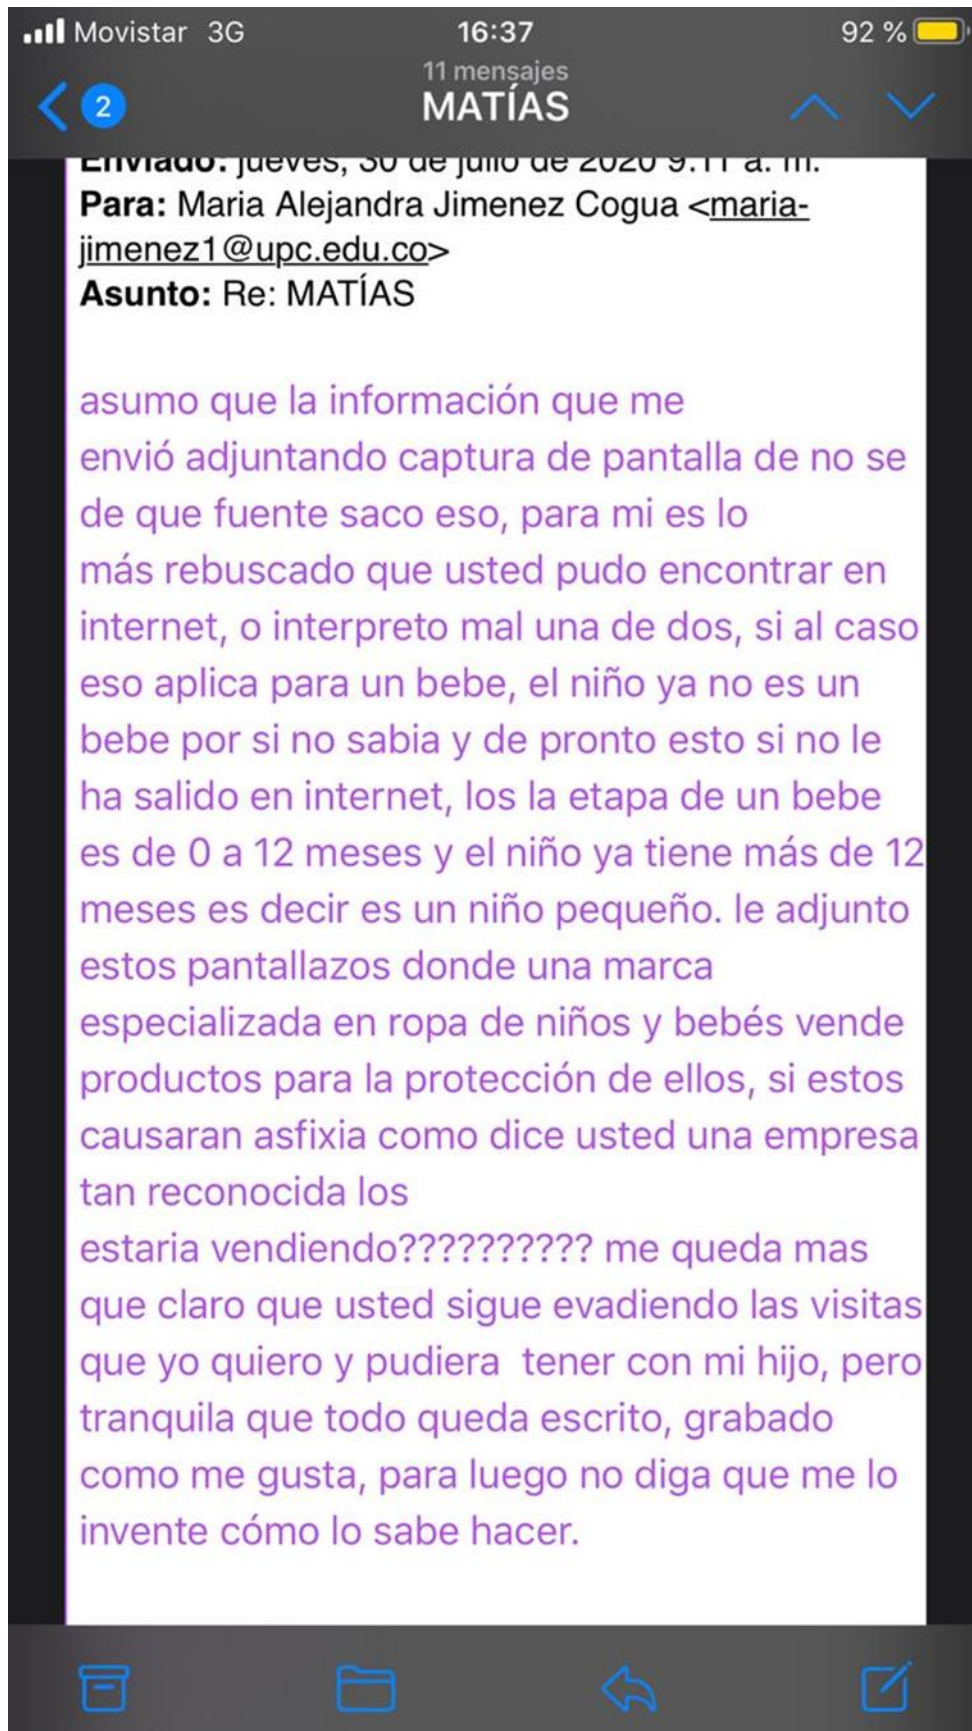 Movistar 3G
16:37
92 %
11 mensajes
2
MATÍAS
Enviado: jueves, 30 de julio de 2020 9:11 a. m.
Para: Maria Alejandra Jimenez Cogua <maria-
jimenez1@upc.edu.co>
Asunto: Re: MATÍAS
asumo que la información que me
envió adjuntando captura de pantalla de no se
de que fuente saco eso, para mi es lo
más rebuscado que usted pudo encontrar en
internet, o interpreto mal una de dos, si al caso
eso aplica para un bebe, el niño ya no es un
bebe por si no sabia y de pronto esto si no le
ha salido en internet, los la etapa de un bebe
es de 0 a 12 meses y el niño ya tiene más de 12
meses es decir es un niño pequeño. le adjunto
estos pantallazos donde una marca
especializada en ropa de niños y bebés vende
productos para la protección de ellos, si estos
causaran asfixia como dice usted una empresa
tan reconocida los
estaria vendiendo?????????? me queda mas
que claro que usted sigue evadiendo las visitas
que yo quiero y pudiera  tener con mi hijo, pero
tranquila que todo queda escrito, grabado
como me gusta, para luego no diga que me lo
invente cómo lo sabe hacer.